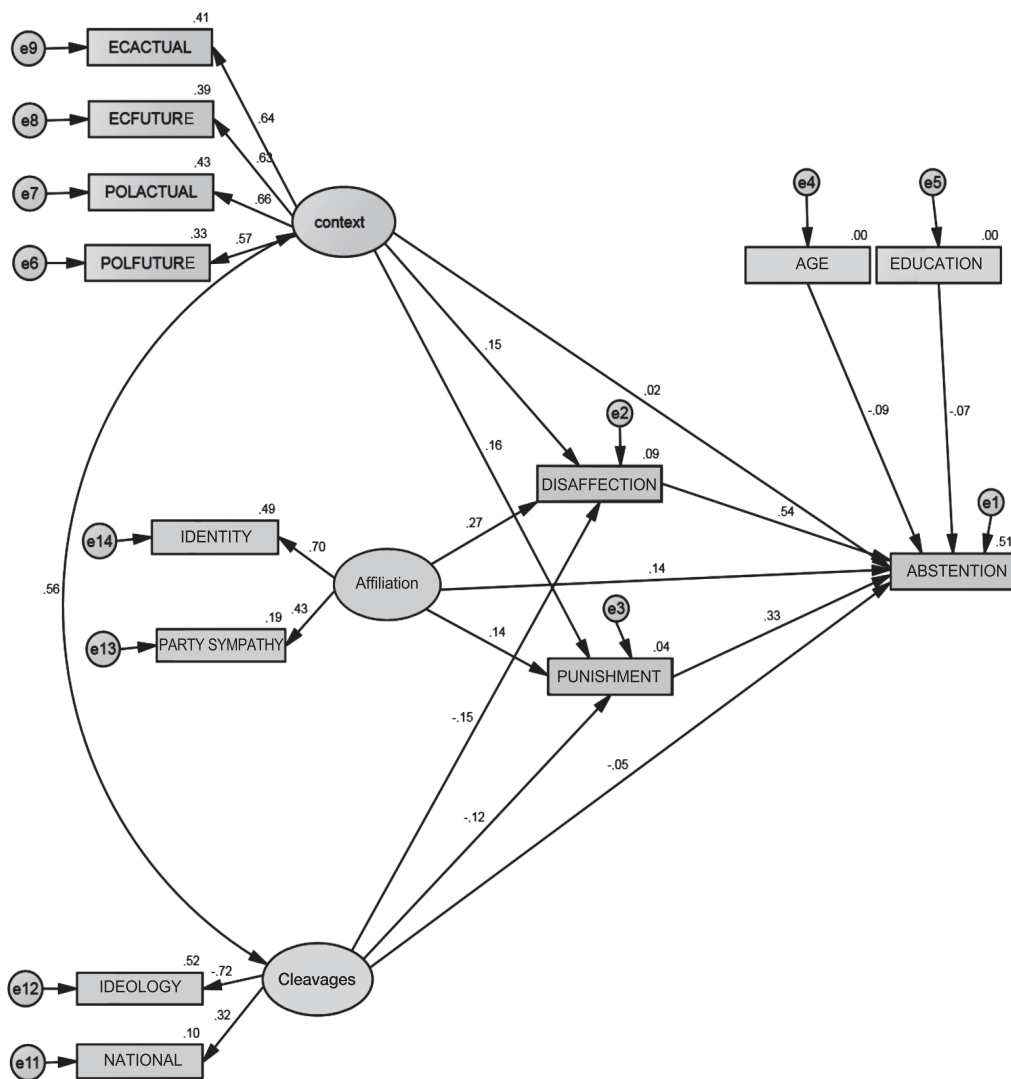 .41
e9
ECACTUAL
.39
.64
e8
ECFUTURE
.63
.43
e7
POLACTUAL
.66
context
.33
.57
e6
POLFUTURE
e4
e5
.00
.00
AGE
EDUCATION
.15
.02
-.09
-.07
e2
.16
.09
DISAFFECTION
e1
.49
.54
e14
IDENTITY
.27
.51
.70
ABSTENTION
Affiliation
.14
.56
.43
e3
.33
.19
e13
PARTY SYMPATHY
.14
.04
PUNISHMENT
-.15
-.05
-.12
.52
-.72
e12
IDEOLOGY
Cleavages
.32
.10
e11
NATIONAL